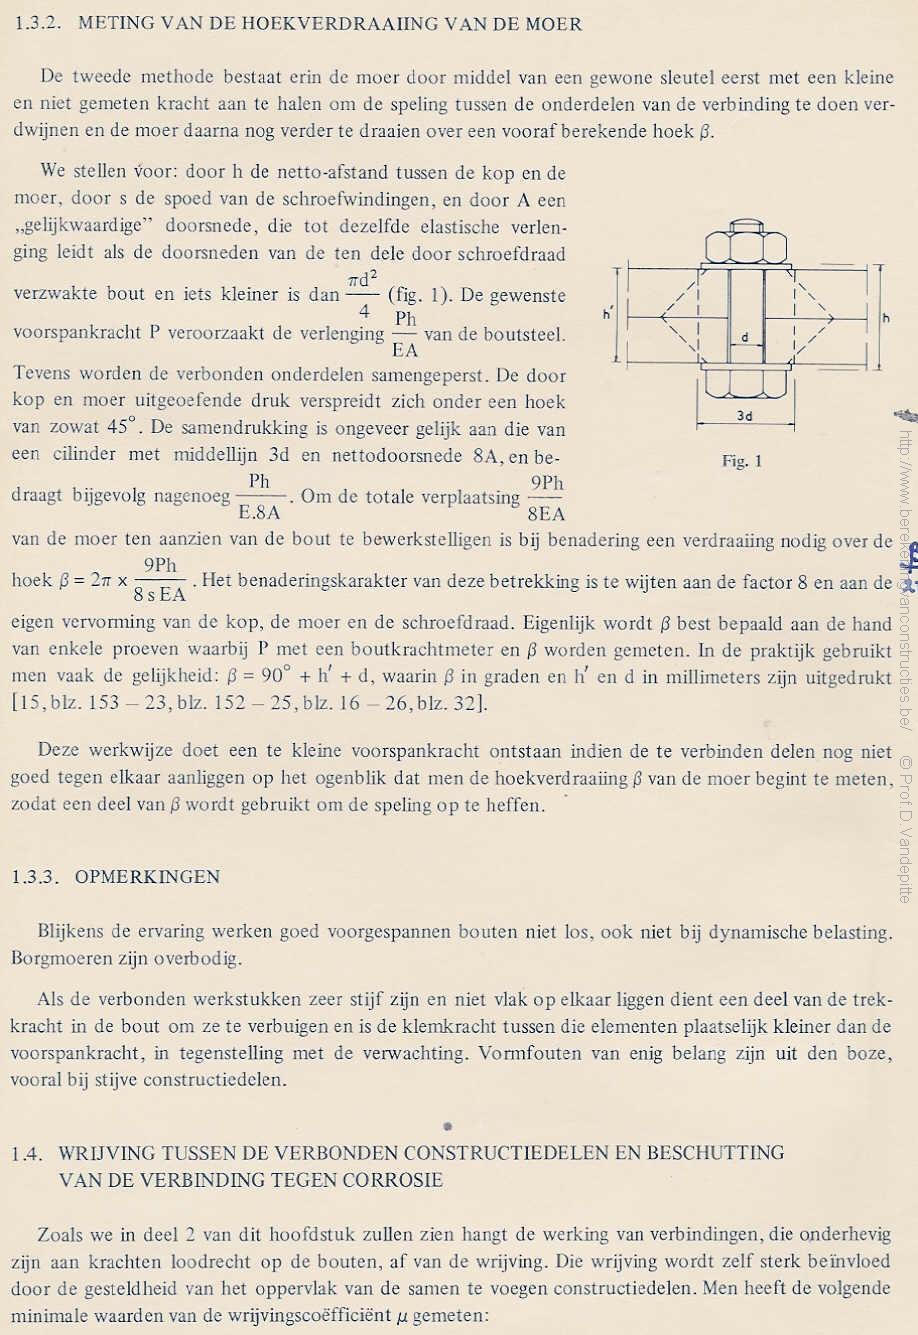 1.3.2. METING VAN DE HOEKVERDRAAIING VAN DE MOER
De tweede methode bestaat erin de moer door middel van een gewone sleutel eerst met een kleine
en niet gemeten kracht aan te halen om de speling tussen de onderdelen van de verbinding te doen ver-
dwijnen en de moer daarna nog verder te draaien over een vooraf berekende hoek β.
We stellen voor: door h de netto-afstand tussen de kop en de
moer, door s de spoed van de schroefwindingen, en door A een
„gelijkwaardige” doorsnede, die tot dezelfde elastische verlen-
ging leidt als de doorsneden van de ten dele door schroefdraad
verzwakte bout en iets kleiner is dan πd²/4 (fig. 1). De gewenste
voorspankracht P veroorzaakt de verlenging Ph/EA van de boutsteel.
Tevens worden de verbonden onderdelen samengeperst. De door
kop en moer uitgeoefende druk verspreidt zich onder een hoek
van zowat 45°. De samendrukking is ongeveer gelijk aan die van
een cilinder met middellijn 3d en nettodoorsnede 8A, en be-
draagt bijgevolg nagenoeg Ph/E.8A. Om de totale verplaatsing 9Ph/8EA
h'
d
h
3d
Fig. 1
van de moer ten aanzien van de bout te bewerkstelligen is bij benadering een verdraaiing nodig over de
hoek β = 2π x 9Ph/8 s EA. Het benaderingskarakter van deze betrekking is te wijten aan de factor 8 en aan de
eigen vervorming van de kop, de moer en de schroefdraad. Eigenlijk wordt β best bepaald aan de hand
van enkele proeven waarbij P met een boutkrachtmeter en β worden gemeten. In de praktijk gebruikt
men vaak de gelijkheid: β = 90° + h' + d, waarin β in graden en h' en d in millimeters zijn uitgedrukt
[15, blz. 153 – 23, blz. 152 – 25, blz. 16 – 26, blz. 32].
Deze werkwijze doet een te kleine voorspankracht ontstaan indien de te verbinden delen nog niet
goed tegen elkaar aanliggen op het ogenblik dat men de hoekverdraaiing β van de moer begint te meten,
zodat een deel van β wordt gebruikt om de speling op te heffen.
1.3.3. OPMERKINGEN
Blijkens de ervaring werken goed voorgespannen bouten niet los, ook niet bij dynamische belasting.
Borgmoeren zijn overbodig.
Als de verbonden werkstukken zeer stijf zijn en niet vlak op elkaar liggen dient een deel van de trek-
kracht in de bout om ze te verbuigen en is de klemkracht tussen die elementen plaatselijk kleiner dan de
voorspankracht, in tegenstelling met de verwachting. Vormfouten van enig belang zijn uit den boze,
vooral bij stijve constructiedelen.
1.4. WRIJVING TUSSEN DE VERBONDEN CONSTRUCTIEDELEN EN BESCHUTTING
VAN DE VERBINDING TEGEN CORROSIE
Zoals we in deel 2 van dit hoofdstuk zullen zien hangt de werking van verbindingen, die onderhevig
zijn aan krachten loodrecht op de bouten, af van de wrijving. Die wrijving wordt zelf sterk beïnvloed
door de gesteldheid van het oppervlak van de samen te voegen constructiedelen. Men heeft de volgende
minimale waarden van de wrijvingscoëfficiënt μ gemeten:
http://www.berekeningvanconstructies.be/ © Prof.D.Vandepitte